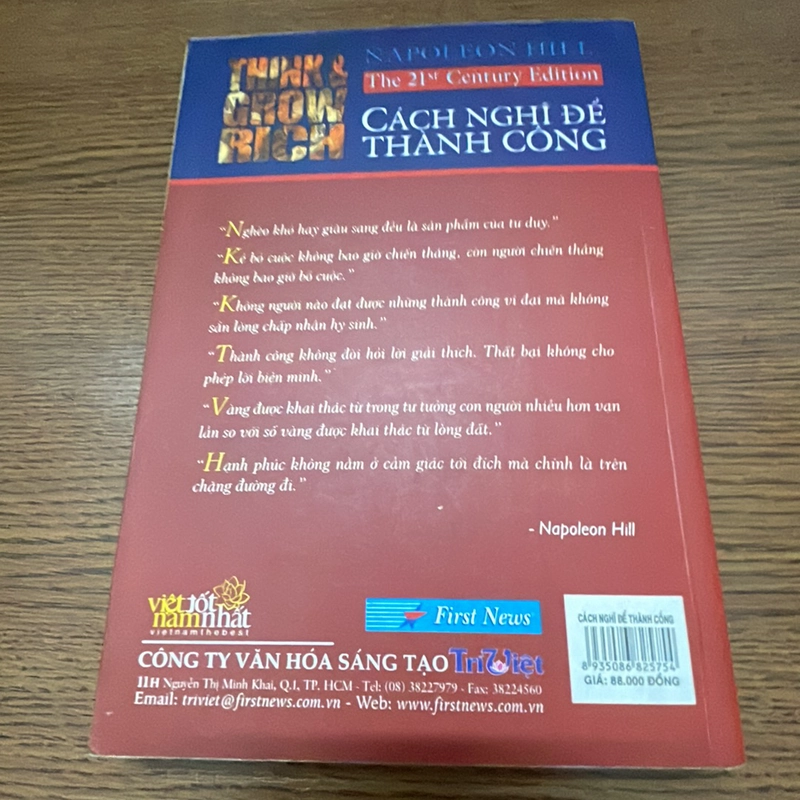 THINK &
GROW
RICH
NAPOLEON HILL
The 21st Century Edition
CÁCH NGHĨ ĐỂ
THÀNH CÔNG
"Nghèo khó hay giàu sang đều là sản phẩm của tư duy."
"Kẻ bỏ cuộc không bao giờ chiến thắng, còn người chiến thắng
không bao giờ bỏ cuộc."
"Không người nào đạt được những thành công vĩ đại mà không
sẵn lòng chấp nhận hy sinh."
"Thành công không đòi hỏi lời giải thích. Thất bại không cho
phép lời biện minh."
"Vàng được khai thác từ trong tư tưởng con người nhiều hơn vạn
lần so với số vàng được khai thác từ lòng đất."
"Hạnh phúc không nằm ở cảm giác tới đích mà chính là trên
chặng đường đi."
- Napoleon Hill
việt tốt
nam nhất
vietnamthebest
First News
CÔNG TY VĂN HÓA SÁNG TẠO Trí Việt
11H Nguyễn Thị Minh Khai, Q.1, TP. HCM - Tel: (08) 38227979 - Fax: 38224560
Email: triviet@firstnews.com.vn - Web: www.firstnews.com.vn
CÁCH NGHĨ ĐỂ THÀNH CÔNG
8 935086 825754
GIÁ: 88.000 ĐỒNG